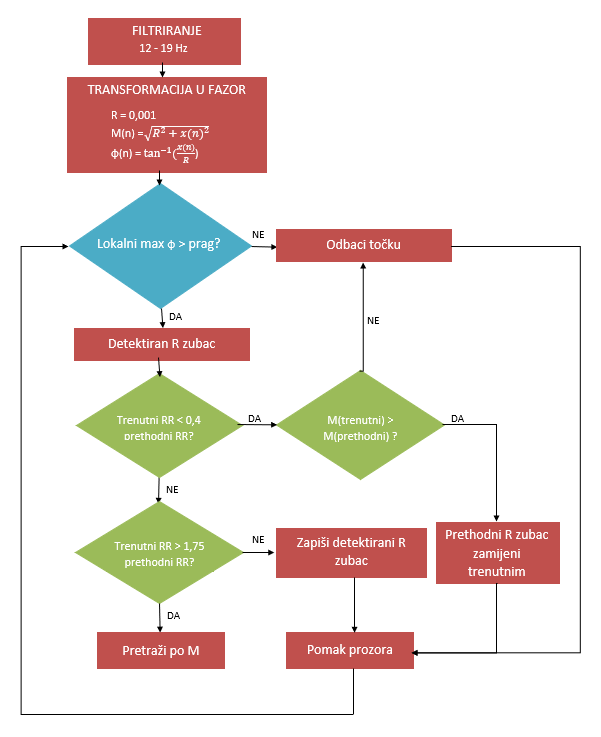 FILTRIRANJE
12 - 19 Hz
TRANSFORMACIJA U FAZOR
R = 0,001
M(n) =√(R² + x(n)²)
ϕ(n) = tan⁻¹(x(n)/R)
Lokalni max ϕ > prag?
NE
Odbaci točku
DA
NE
Detektiran R zubac
Trenutni RR < 0,4
prethodni RR?
DA
M(trenutni) >
M(prethodni) ?
DA
NE
Trenutni RR > 1,75
prethodni RR?
NE
Zapiši detektirani R
zubac
Prethodni R zubac
zamijeni
trenutnim
DA
Pretraži po M
Pomak prozora